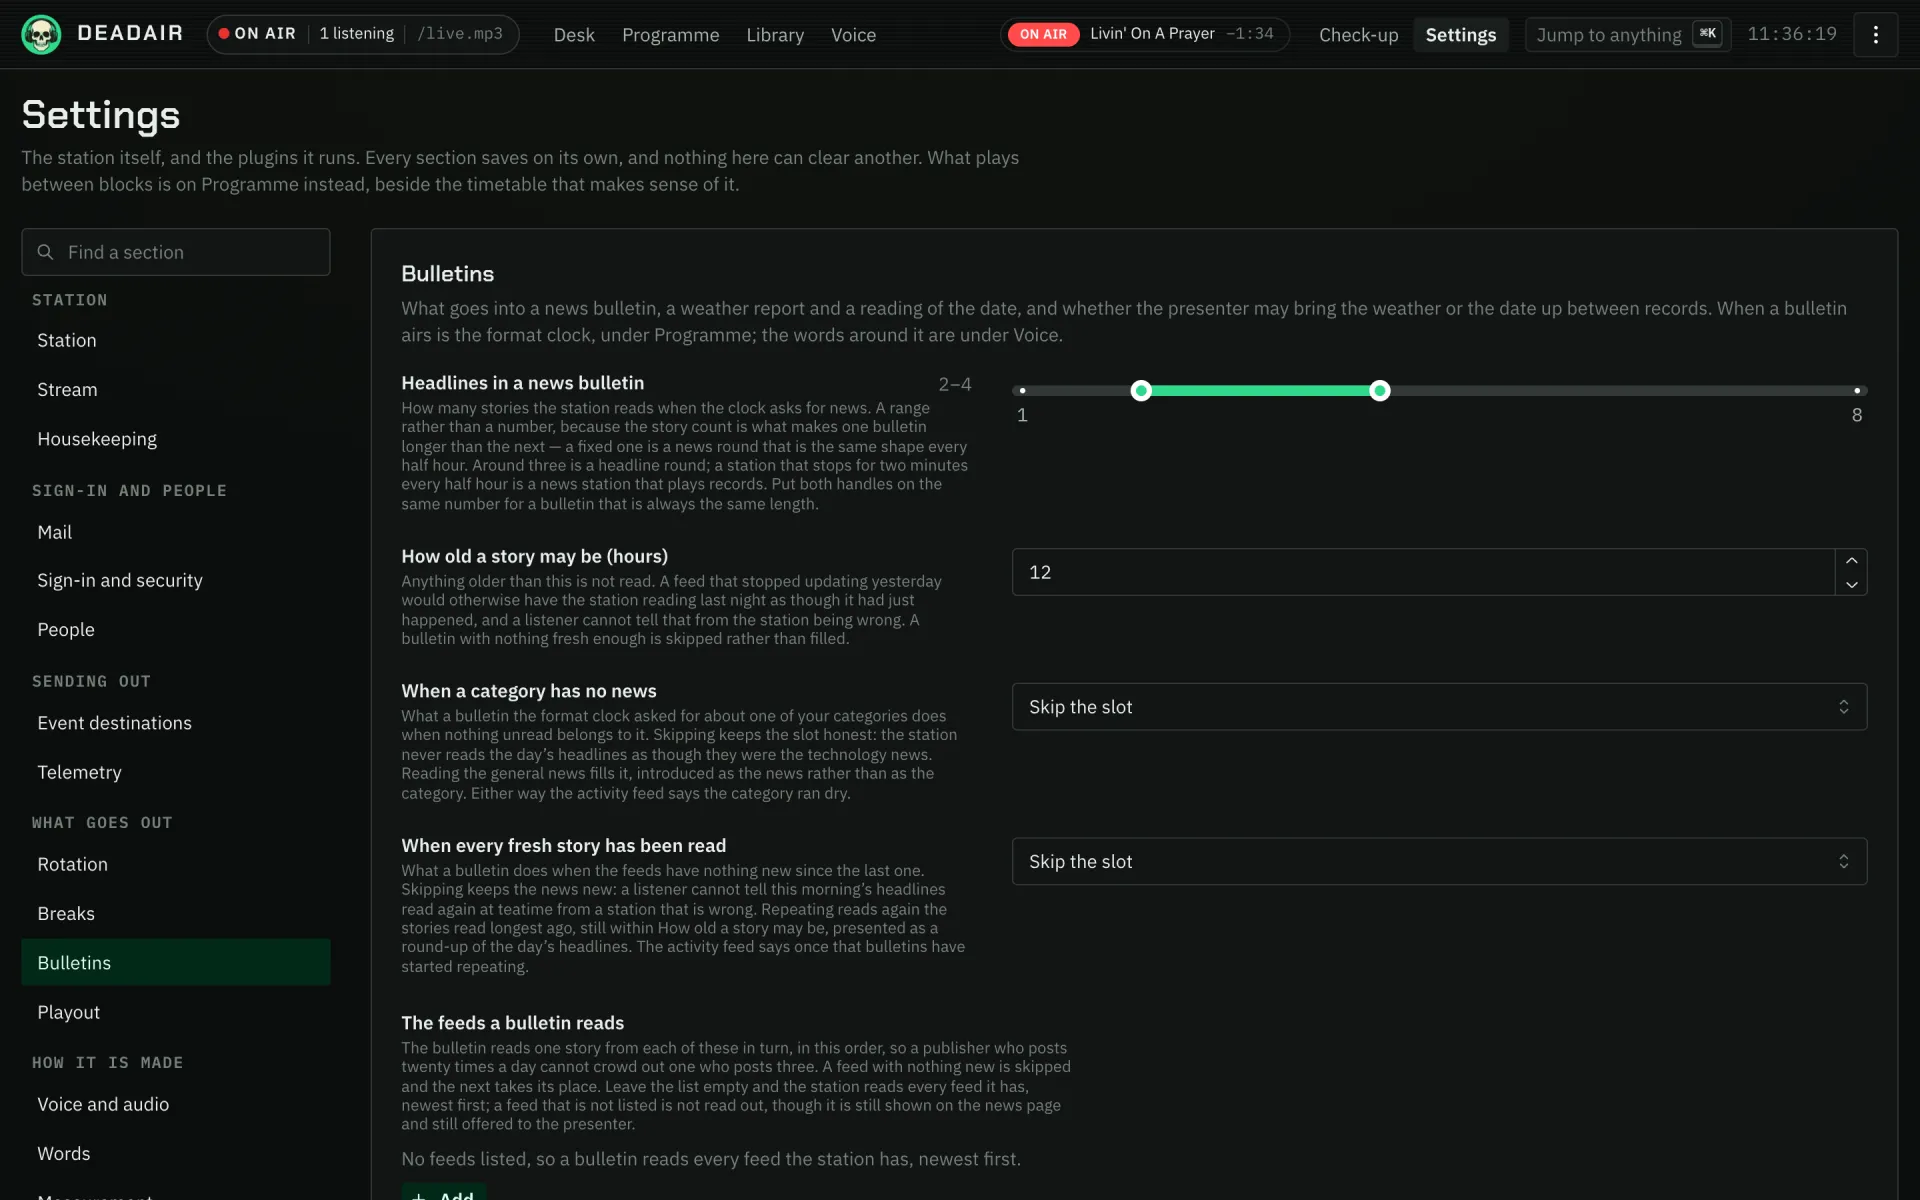 DEADAIR
ON AIR
1 listening
/live.mp3
Desk
Programme
Library
Voice
ON AIR
Livin' On A Prayer
−1:34
Check-up
Settings
Jump to anything
⌘K
11:36:19
Settings
The station itself, and the plugins it runs. Every section saves on its own, and nothing here can clear another. What plays
between blocks is on Programme instead, beside the timetable that makes sense of it.
Find a section
STATION
Station
Stream
Housekeeping
SIGN-IN AND PEOPLE
Mail
Sign-in and security
People
SENDING OUT
Event destinations
Telemetry
WHAT GOES OUT
Rotation
Breaks
Bulletins
Playout
HOW IT IS MADE
Voice and audio
Words
Bulletins
What goes into a news bulletin, a weather report and a reading of the date, and whether the presenter may bring the weather or the date up between records. When a bulletin
airs is the format clock, under Programme; the words around it are under Voice.
Headlines in a news bulletin
2–4
How many stories the station reads when the clock asks for news. A range
rather than a number, because the story count is what makes one bulletin
longer than the next — a fixed one is a news round that is the same shape every
half hour. Around three is a headline round; a station that stops for two minutes
every half hour is a news station that plays records. Put both handles on the
same number for a bulletin that is always the same length.
1
8
How old a story may be (hours)
Anything older than this is not read. A feed that stopped updating yesterday
would otherwise have the station reading last night as though it had just
happened, and a listener cannot tell that from the station being wrong. A
bulletin with nothing fresh enough is skipped rather than filled.
12
When a category has no news
What a bulletin the format clock asked for about one of your categories does
when nothing unread belongs to it. Skipping keeps the slot honest: the station
never reads the day’s headlines as though they were the technology news.
Reading the general news fills it, introduced as the news rather than as the
category. Either way the activity feed says the category ran dry.
Skip the slot
When every fresh story has been read
What a bulletin does when the feeds have nothing new since the last one.
Skipping keeps the news new: a listener cannot tell this morning’s headlines
read again at teatime from a station that is wrong. Repeating reads again the
stories read longest ago, still within How old a story may be, presented as a
round-up of the day’s headlines. The activity feed says once that bulletins have
started repeating.
Skip the slot
The feeds a bulletin reads
The bulletin reads one story from each of these in turn, in this order, so a publisher who posts
twenty times a day cannot crowd out one who posts three. A feed with nothing new is skipped
and the next takes its place. Leave the list empty and the station reads every feed it has,
newest first; a feed that is not listed is not read out, though it is still shown on the news page
and still offered to the presenter.
No feeds listed, so a bulletin reads every feed the station has, newest first.
+ Add